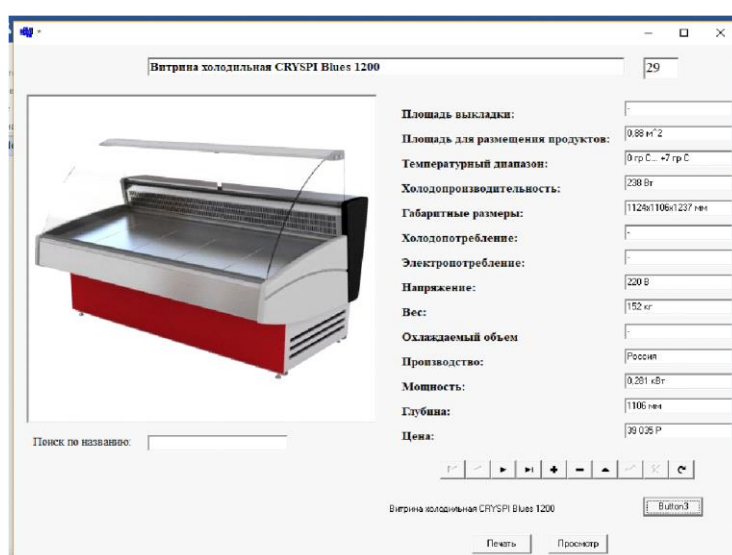 Витрина холодильная CRYSPI Blues 1200
29
Площадь выкладки: -
Площадь для размещения продуктов: 0,88 м^2
Температурный диапазон: 0 гр С... +7 гр С
Холодопроизводительность: 238 Вт
Габаритные размеры: 1124х1106х1237 мм
Холодопотребление: -
Электропотребление: -
Напряжение: 220 В
Вес: 152 кг
Охлаждаемый объем -
Производство: Россия
Мощность: 0,281 кВт
Глубина: 1106 мм
Цена: 39 035 Р
Поиск по названию:
Витрина холодильная CRYSPI Blues 1200
Button3
Печать
Просмотр